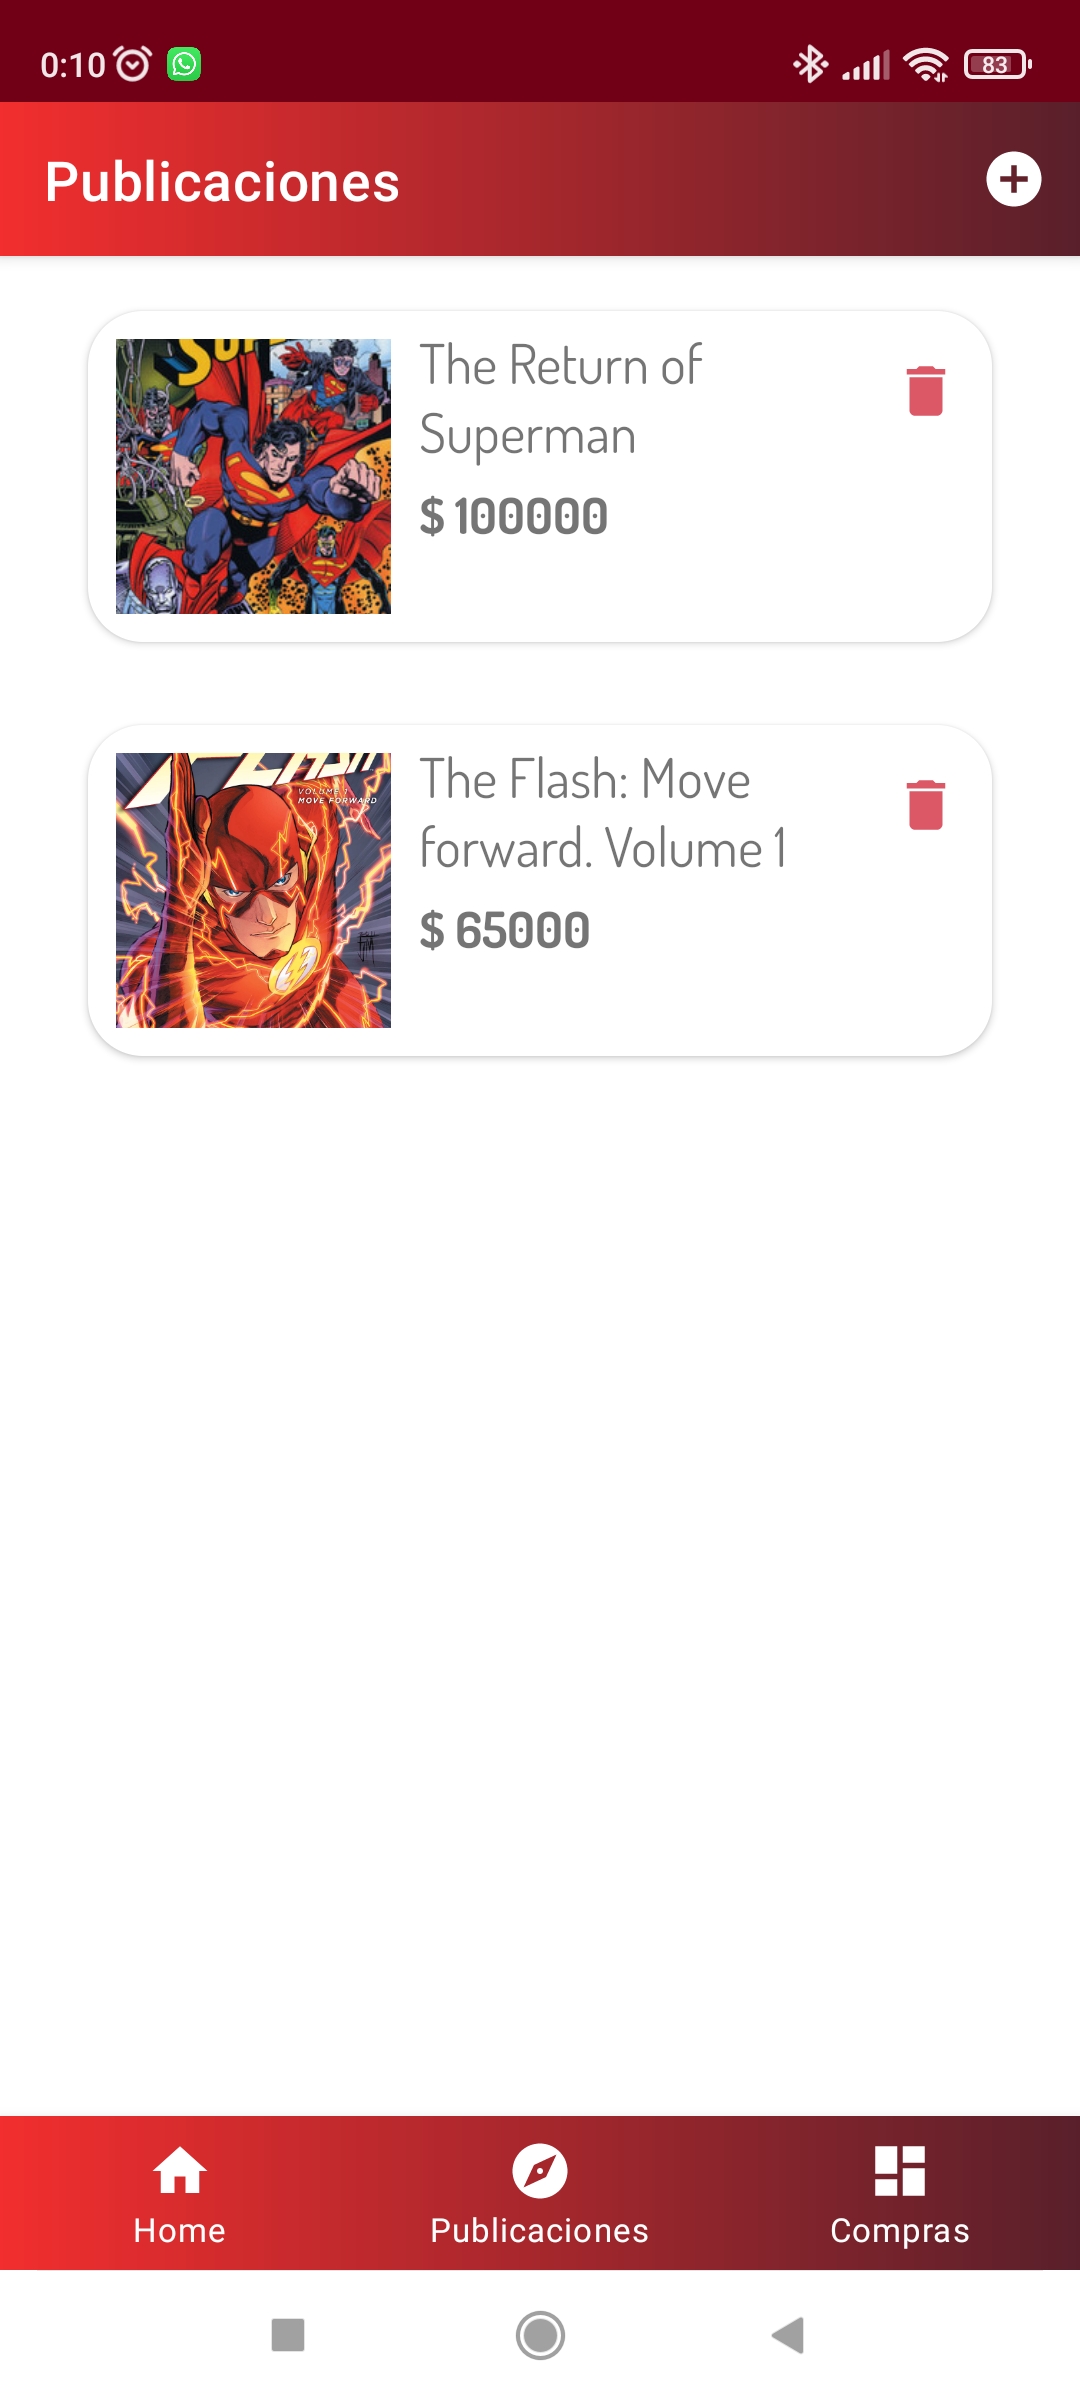 0:10
83
Publicaciones
The Return of
Superman
$ 100000
VOLUME 1
MOVE FORWARD
The Flash: Move
forward. Volume 1
$ 65000
Home
Publicaciones
Compras